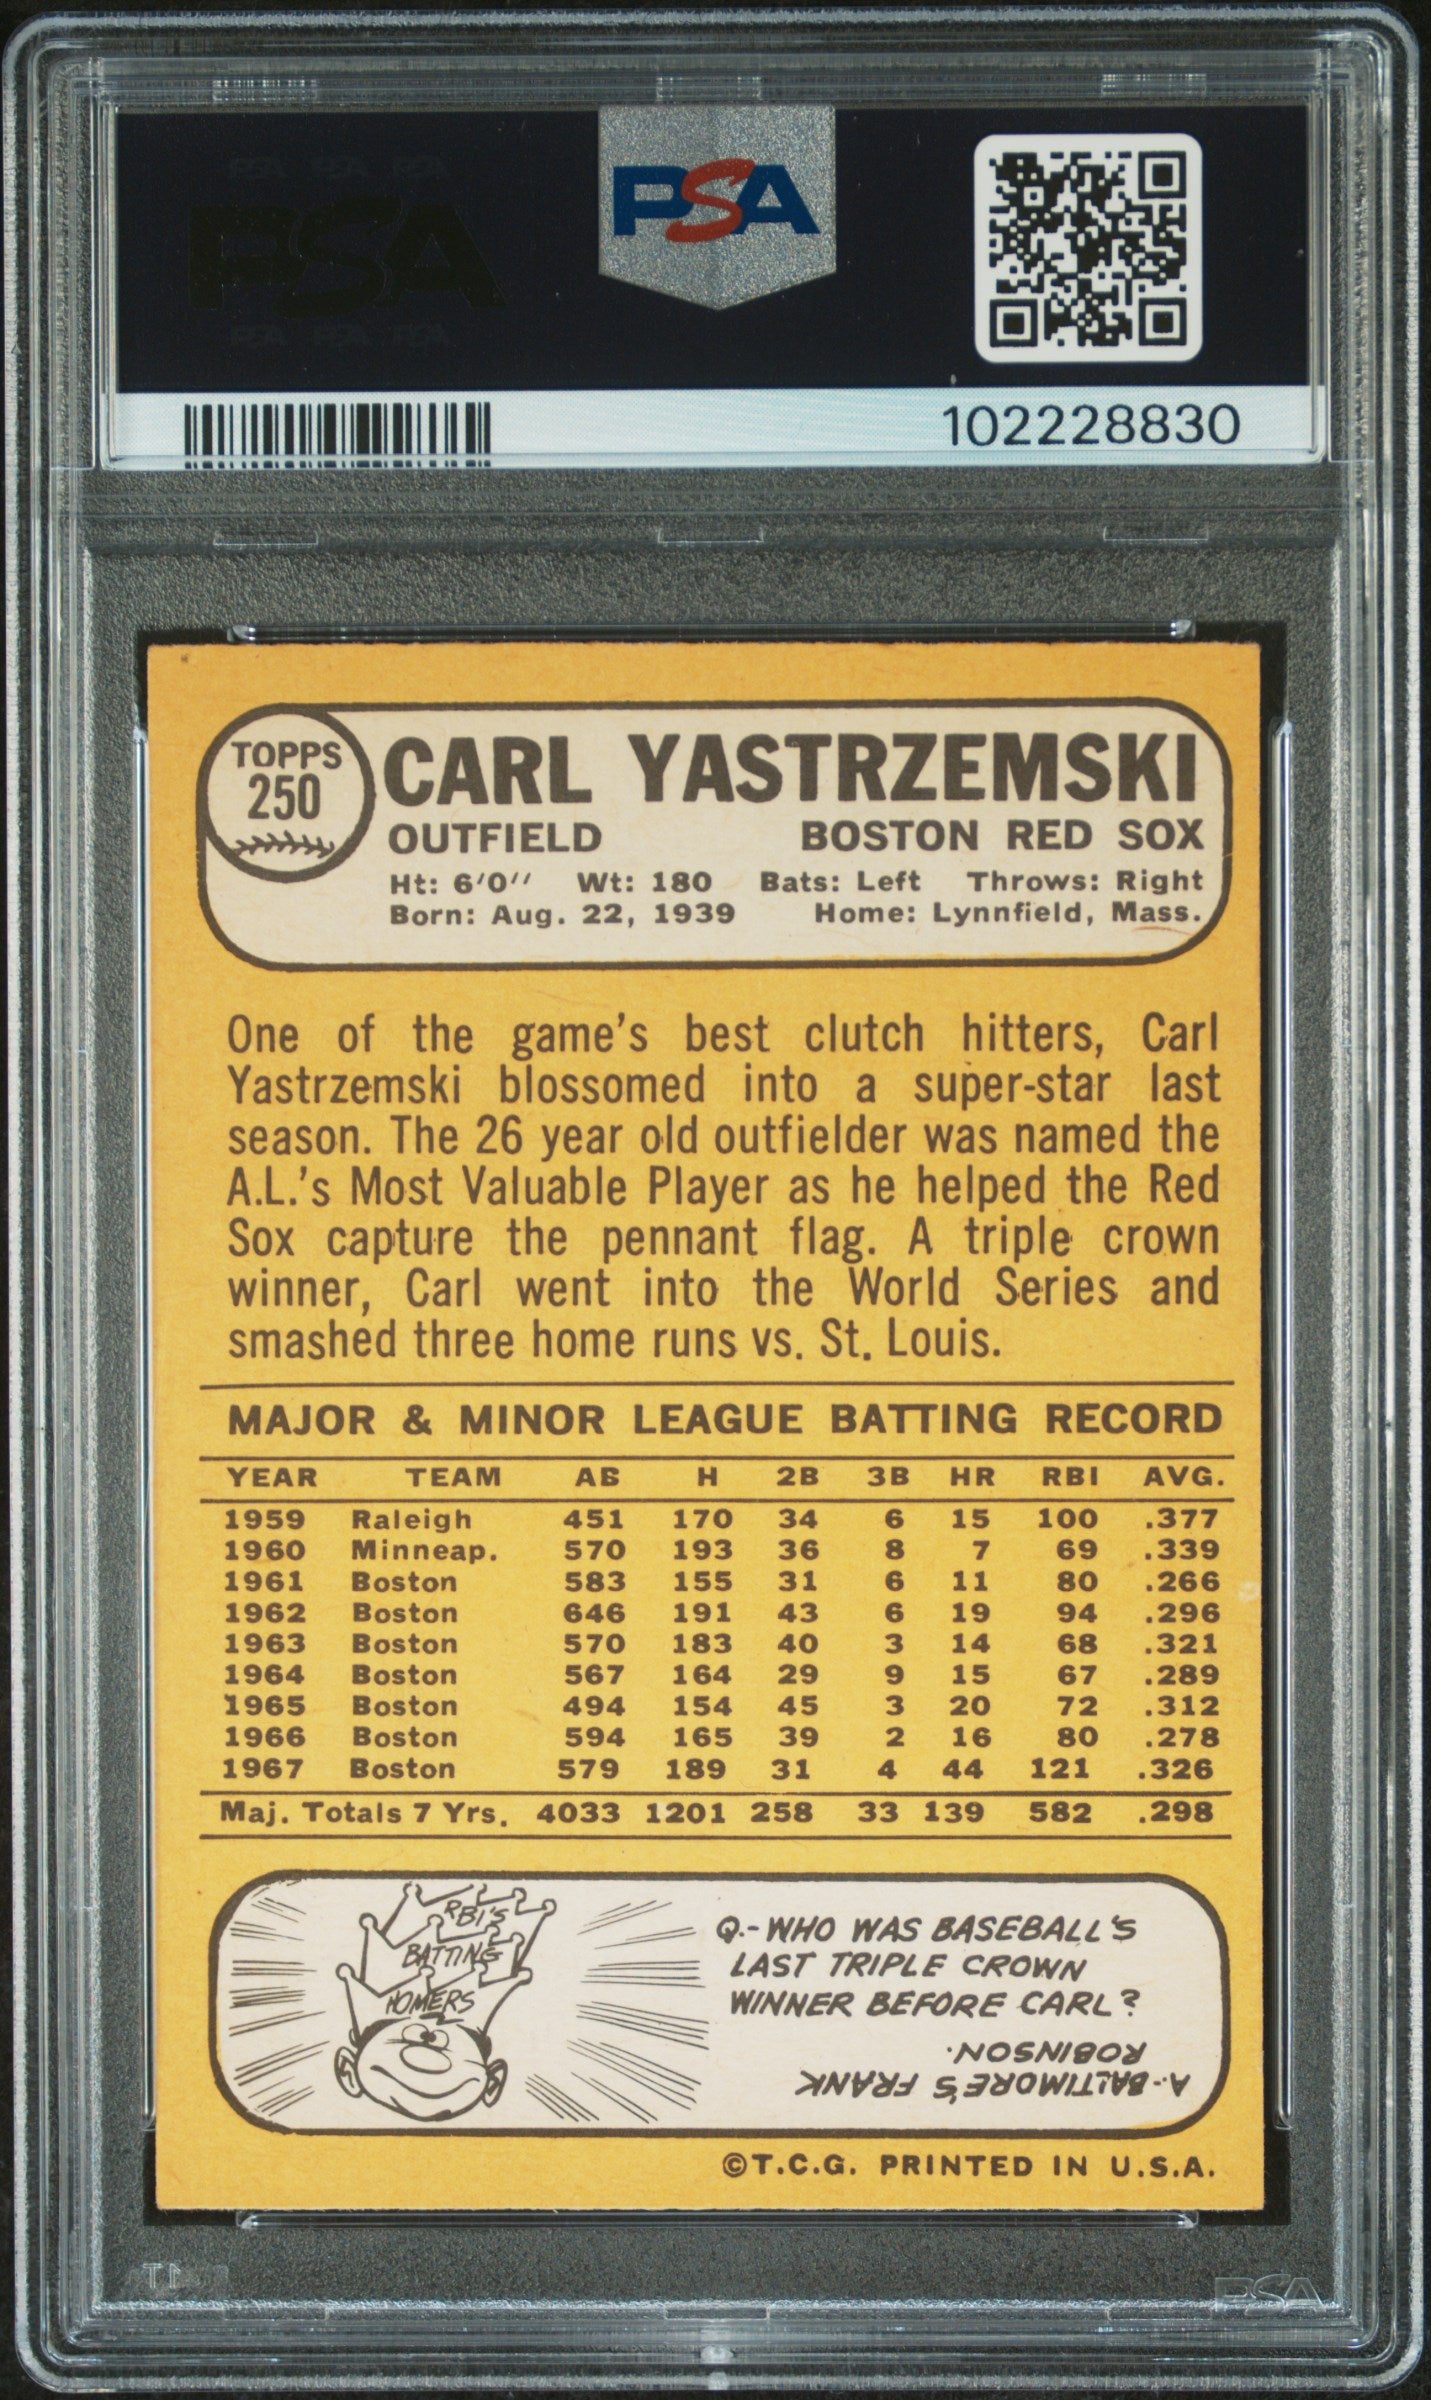 PSA PSA PSA
PSA
PSA PSA PSA
PSA
102228830
TOPPS
250
CARL YASTRZEMSKI
OUTFIELD BOSTON RED SOX
Ht: 6'0'' Wt: 180 Bats: Left Throws: Right
Born: Aug. 22, 1939 Home: Lynnfield, Mass.
One of the game's best clutch hitters, Carl
Yastrzemski blossomed into a super-star last
season. The 26 year old outfielder was named the
A.L.'s Most Valuable Player as he helped the Red
Sox capture the pennant flag. A triple crown
winner, Carl went into the World Series and
smashed three home runs vs. St. Louis.
MAJOR & MINOR LEAGUE BATTING RECORD
YEAR TEAM AB H 2B 3B HR RBI AVG.
1959 Raleigh 451 170 34 6 15 100 .377
1960 Minneap. 570 193 36 8 7 69 .339
1961 Boston 583 155 31 6 11 80 .266
1962 Boston 646 191 43 6 19 94 .296
1963 Boston 570 183 40 3 14 68 .321
1964 Boston 567 164 29 9 15 67 .289
1965 Boston 494 154 45 3 20 72 .312
1966 Boston 594 165 39 2 16 80 .278
1967 Boston 579 189 31 4 44 121 .326
Maj. Totals 7 Yrs. 4033 1201 258 33 139 582 .298
RBI'S
BATTING
HOMERS
Q.-WHO WAS BASEBALL'S
LAST TRIPLE CROWN
WINNER BEFORE CARL?
A.-BALTIMORE'S FRANK
ROBINSON.
©T.C.G. PRINTED IN U.S.A.
PSA